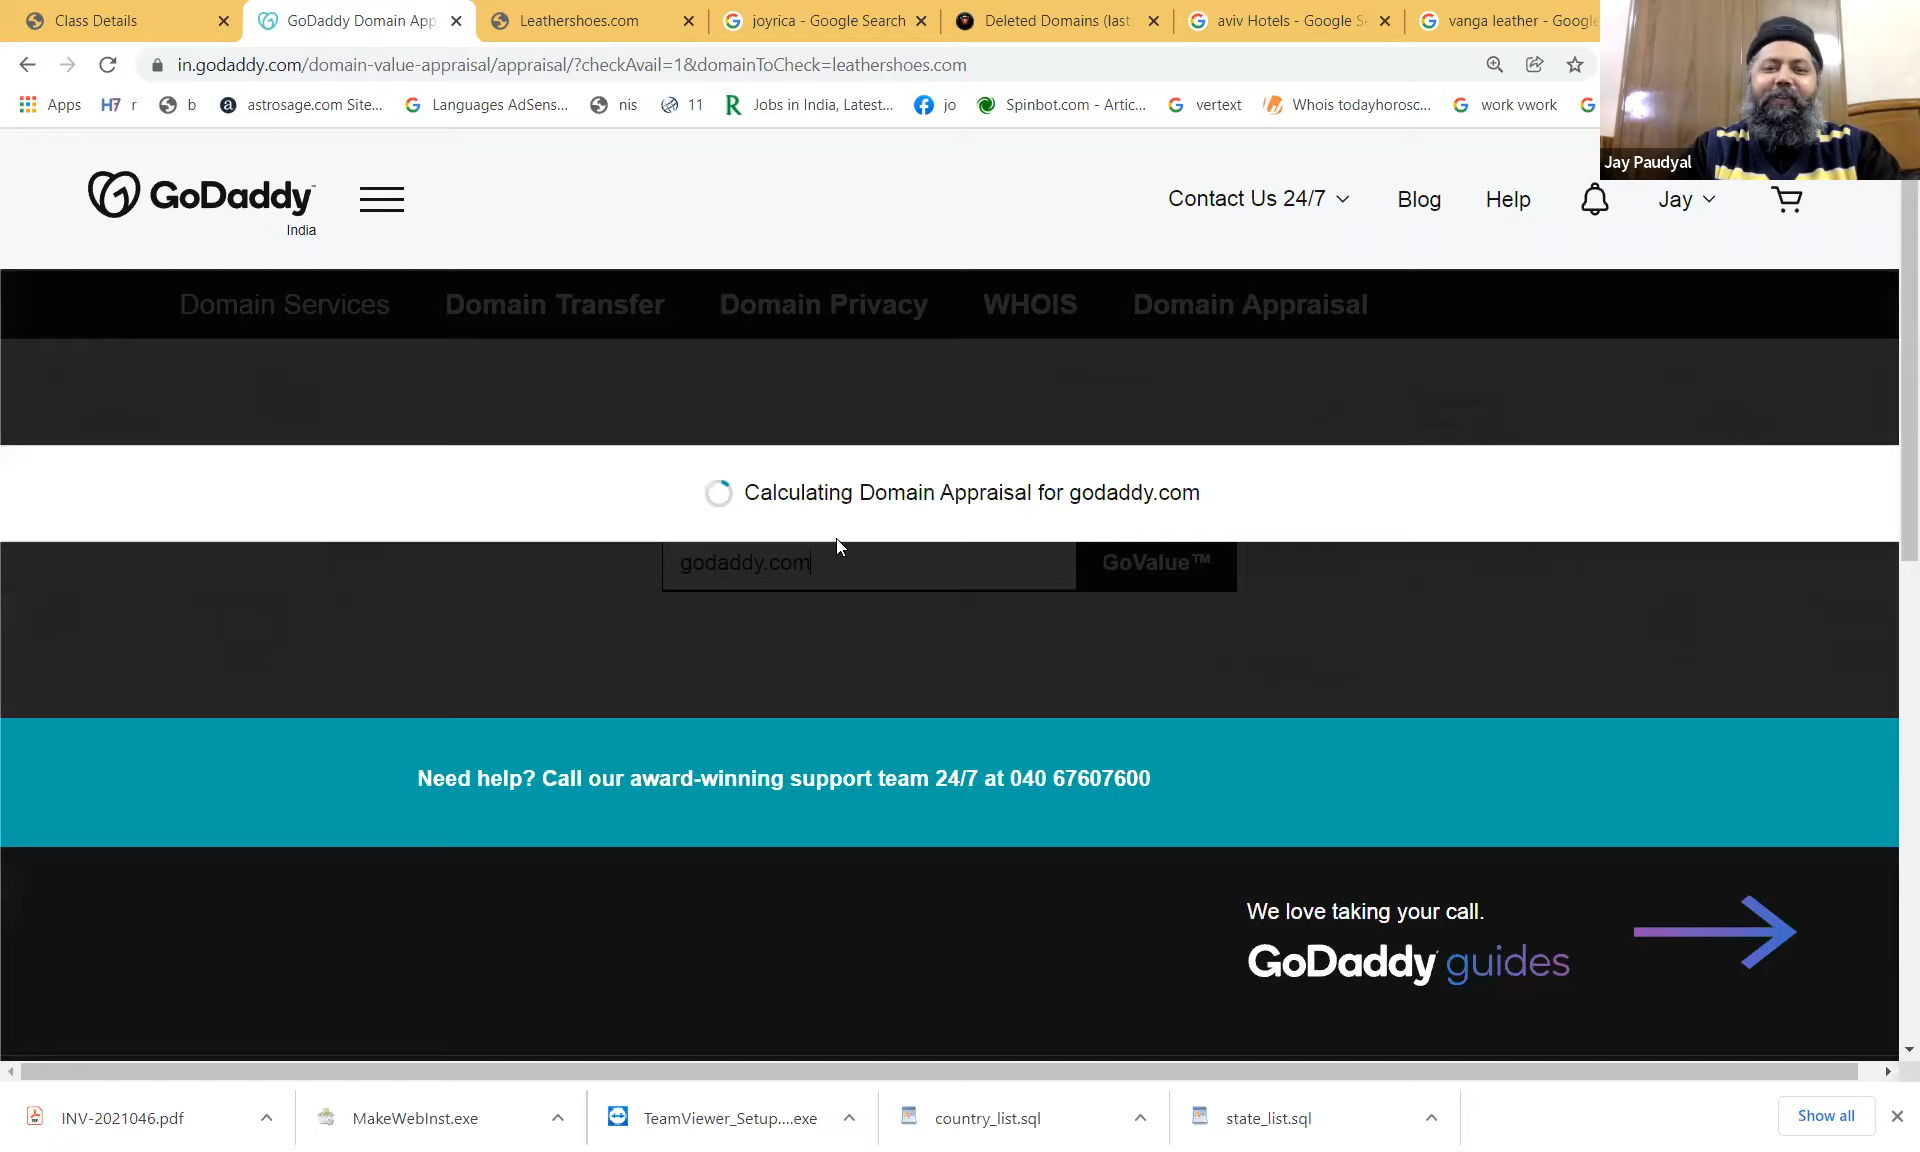 Class Details
GoDaddy Domain App
Leathershoes.com
joyrica - Google Search
Deleted Domains (last
aviv Hotels - Google Se
vanga leather - Google
in.godaddy.com/domain-value-appraisal/appraisal/?checkAvail=1&domainToCheck=leathershoes.com
Apps
H7 r
b
astrosage.com Site...
Languages AdSens...
nis
11
Jobs in India, Latest...
jo
Spinbot.com - Artic...
vertext
Whois todayhorosc...
work vwork
Jay Paudyal
GoDaddy
India
Contact Us 24/7
Blog
Help
Jay
Domain Services
Domain Transfer
Domain Privacy
WHOIS
Domain Appraisal
Calculating Domain Appraisal for godaddy.com
godaddy.com
GoValue™
Need help? Call our award-winning support team 24/7 at 040 67607600
We love taking your call.
GoDaddy guides
INV-2021046.pdf
MakeWebInst.exe
TeamViewer_Setup....exe
country_list.sql
state_list.sql
Show all